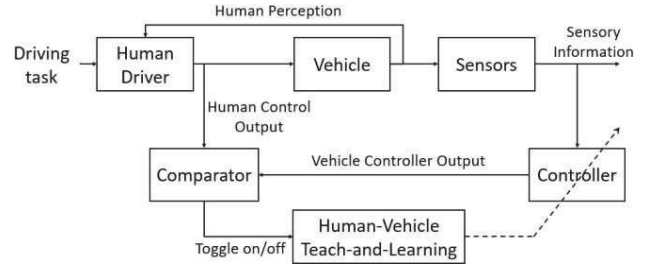 Human Perception
Driving
task
Human
Driver
Vehicle
Sensors
Sensory
Information
Human Control
Output
Comparator
Vehicle Controller Output
Controller
Toggle on/off
Human-Vehicle
Teach-and-Learning